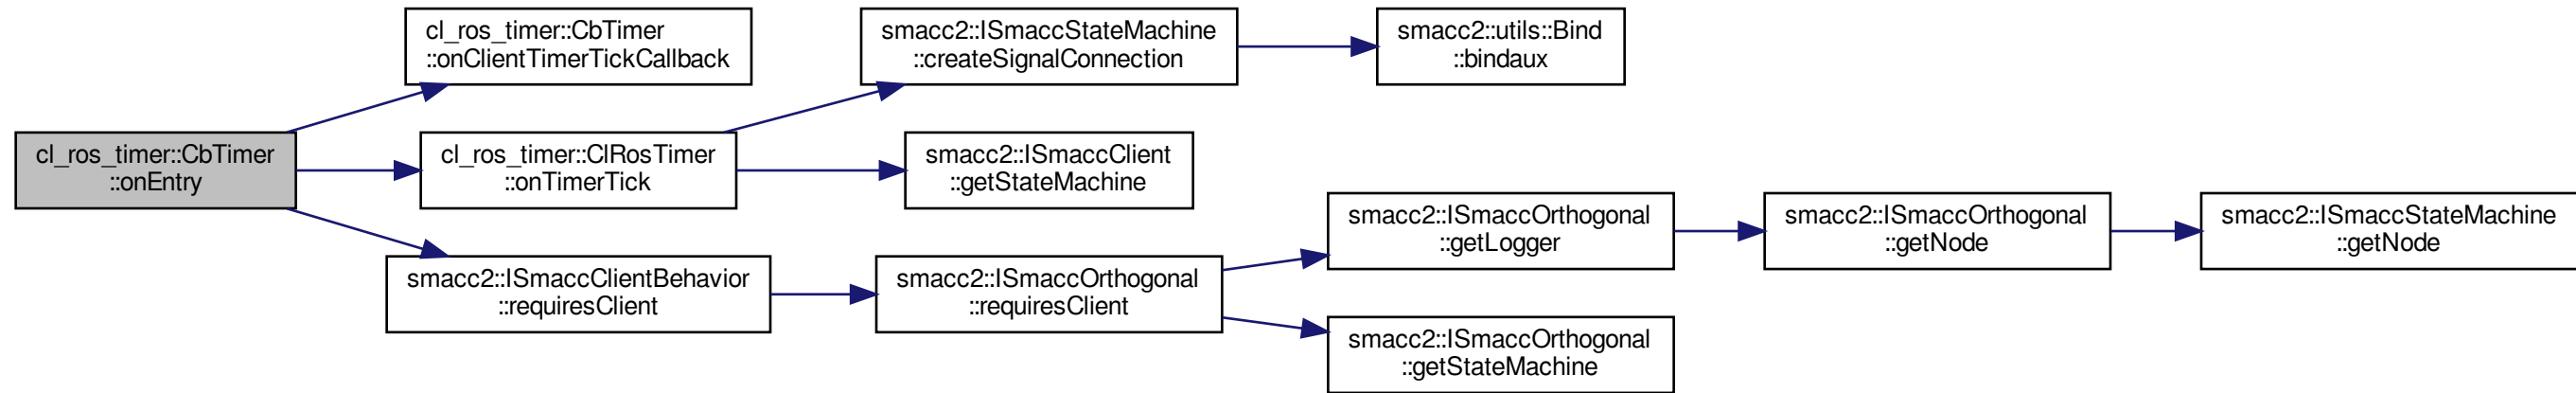 cl_ros_timer::CbTimer
::onClientTimerTickCallback
smacc2::ISmaccStateMachine
::createSignalConnection
smacc2::utils::Bind
::bindaux
cl_ros_timer::CbTimer
::onEntry
cl_ros_timer::ClRosTimer
::onTimerTick
smacc2::ISmaccClient
::getStateMachine
smacc2::ISmaccOrthogonal
::getLogger
smacc2::ISmaccOrthogonal
::getNode
smacc2::ISmaccStateMachine
::getNode
smacc2::ISmaccClientBehavior
::requiresClient
smacc2::ISmaccOrthogonal
::requiresClient
smacc2::ISmaccOrthogonal
::getStateMachine